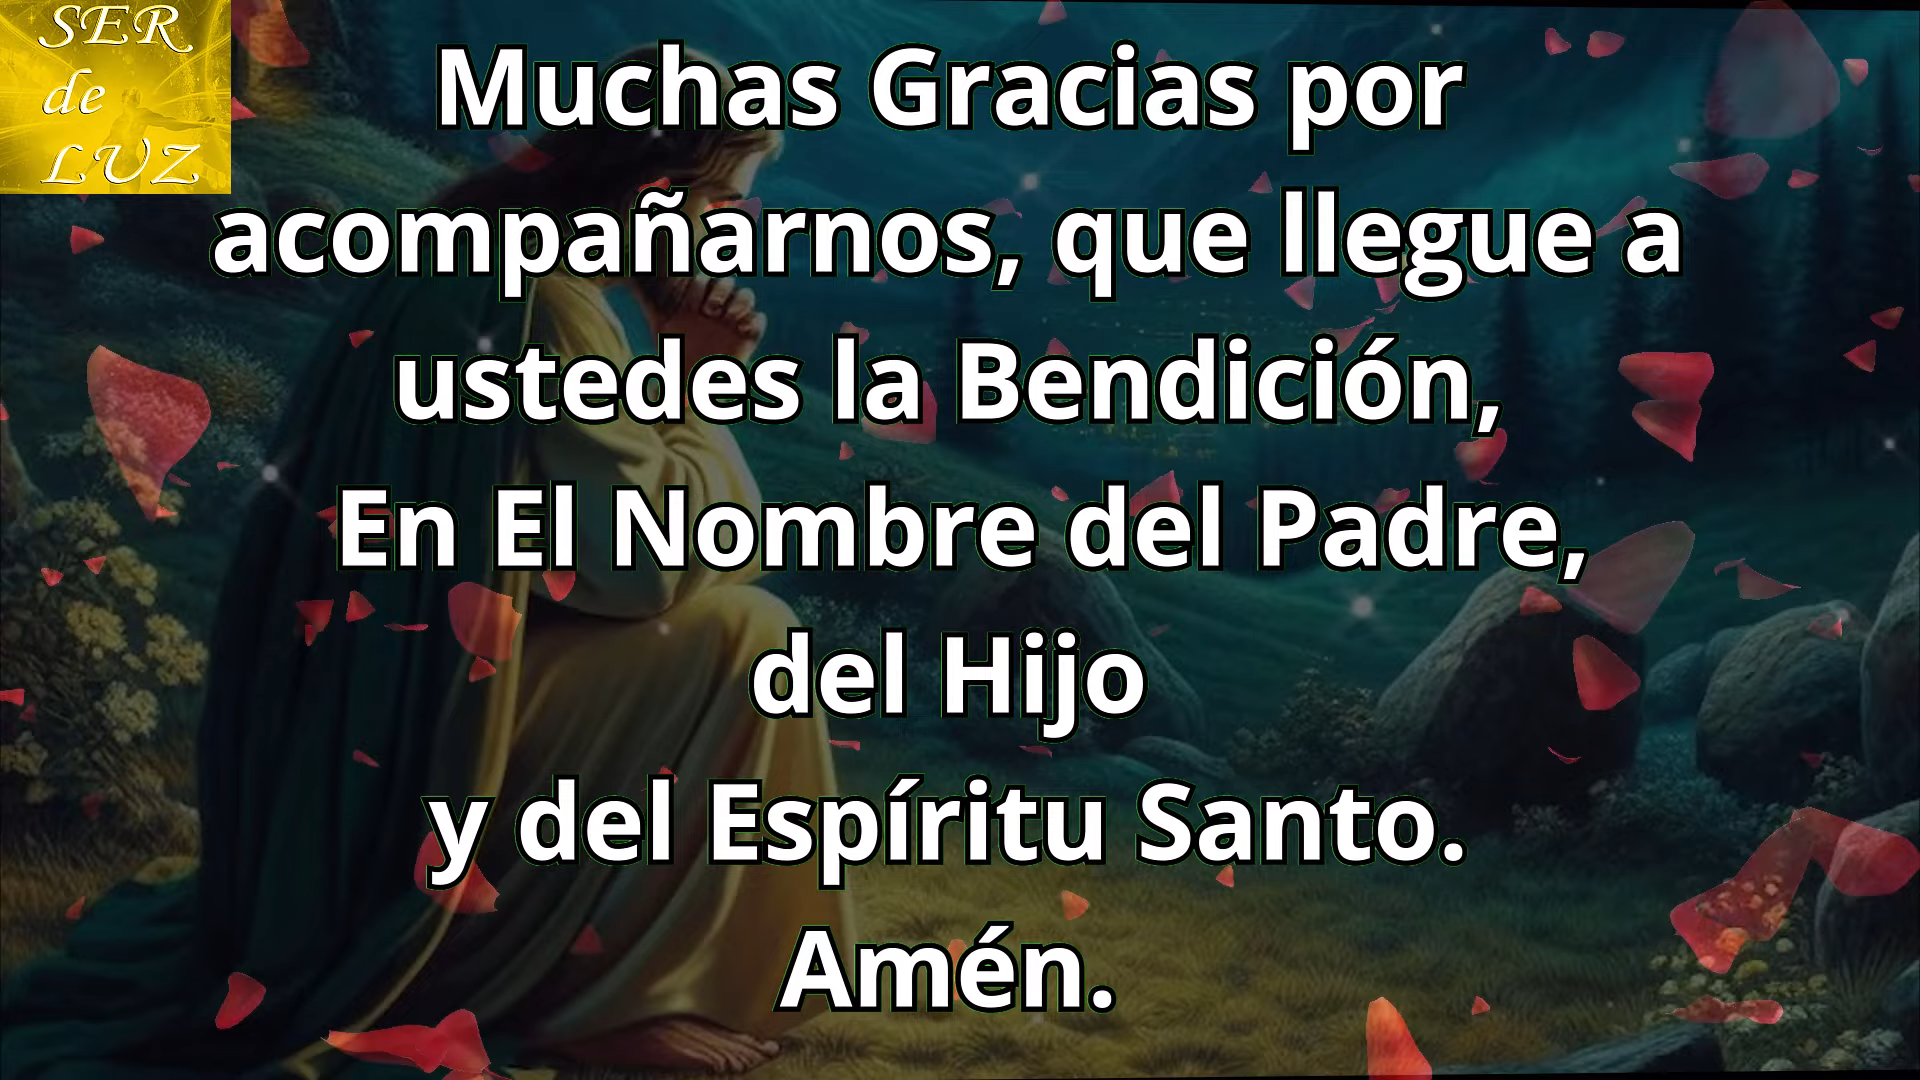 SER
de
LUZ
Muchas Gracias por
acompañarnos, que llegue a
ustedes la Bendición,
En El Nombre del Padre,
del Hijo
y del Espíritu Santo.
Amén.